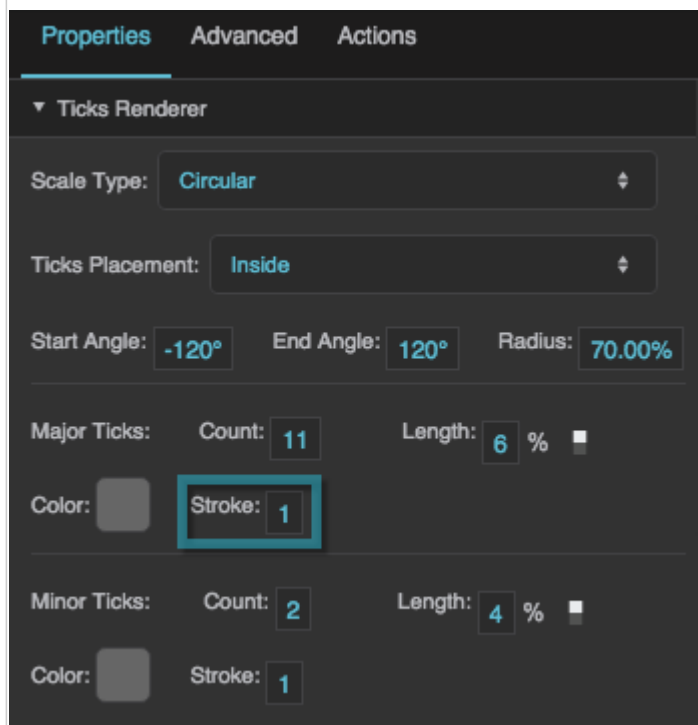 Properties Advanced Actions
Ticks Renderer
Scale Type: Circular
Ticks Placement: Inside
Start Angle: -120° End Angle: 120° Radius: 70.00%
Major Ticks: Count: 11 Length: 6 %
Color: Stroke: 1
Minor Ticks: Count: 2 Length: 4 %
Color: Stroke: 1